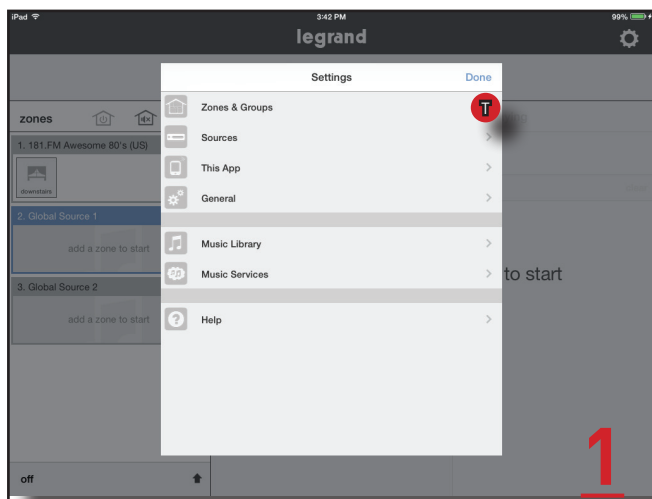 iPad 3:42 PM 99%
legrand
Settings Done
zones
Zones & Groups T
1. 181.FM Awesome 80's (US)
Sources
downstairs
This App
General
2. Global Source 1
add a zone to start
Music Library
Music Services
to start
3. Global Source 2
add a zone to start
Help
off
1